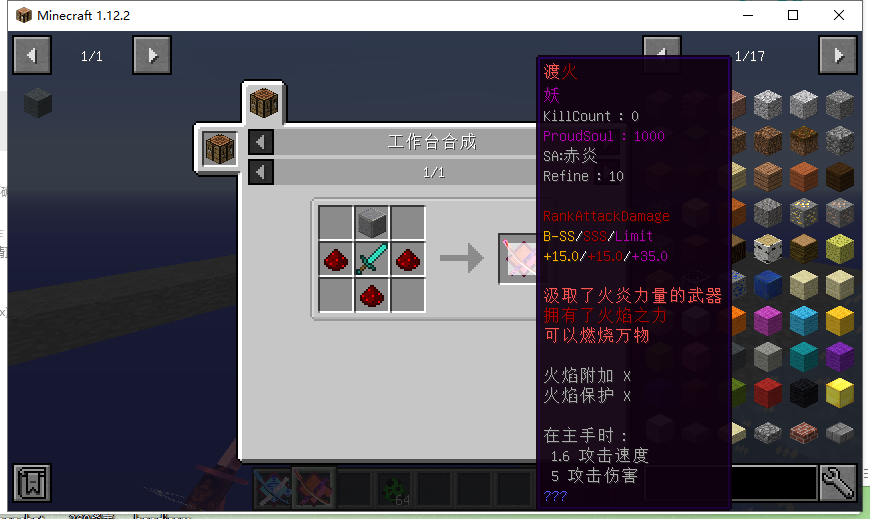 Minecraft 1.12.2
1/1
1/17
工作台合成
1/1
渡火
妖
KillCount : 0
ProudSoul : 1000
SA:赤炎
Refine : 10
RankAttackDamage
B-SS/SSS/Limit
+15.0/+15.0/+35.0
汲取了火炎力量的武器
拥有了火焰之力
可以燃烧万物
火焰附加 X
火焰保护 X
在主手时：
1.6 攻击速度
5 攻击伤害
???
64